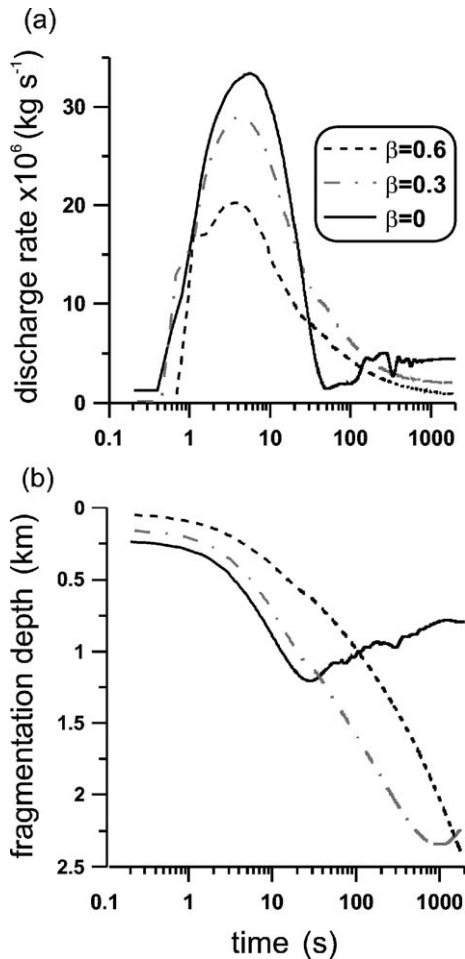 (a)
discharge rate x10⁶ (kg s⁻¹)
30
20
10
0
β=0.6
β=0.3
β=0
0.1 1 10 100 1000
(b)
fragmentation depth (km)
0
0.5
1
1.5
2
2.5
0.1 1 10 100 1000
time (s)